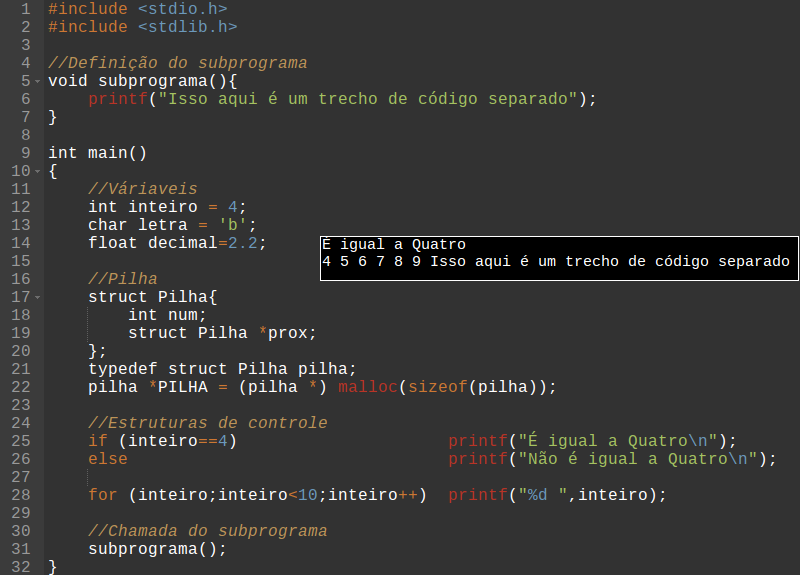 1 #include <stdio.h>
2 #include <stdlib.h>
3
4 //Definição do subprograma
5 void subprograma(){
6     printf("Isso aqui é um trecho de código separado");
7 }
8
9 int main()
10 {
11     //Váriaveis
12     int inteiro = 4;
13     char letra = 'b';
14     float decimal=2.2;
É igual a Quatro
4 5 6 7 8 9 Isso aqui é um trecho de código separado
15
16     //Pilha
17     struct Pilha{
18         int num;
19         struct Pilha *prox;
20     };
21     typedef struct Pilha pilha;
22     pilha *PILHA = (pilha *) malloc(sizeof(pilha));
23
24     //Estruturas de controle
25     if (inteiro==4)                     printf("É igual a Quatro\n");
26     else                                printf("Não é igual a Quatro\n");
27
28     for (inteiro;inteiro<10;inteiro++)  printf("%d ",inteiro);
29
30     //Chamada do subprograma
31     subprograma();
32 }